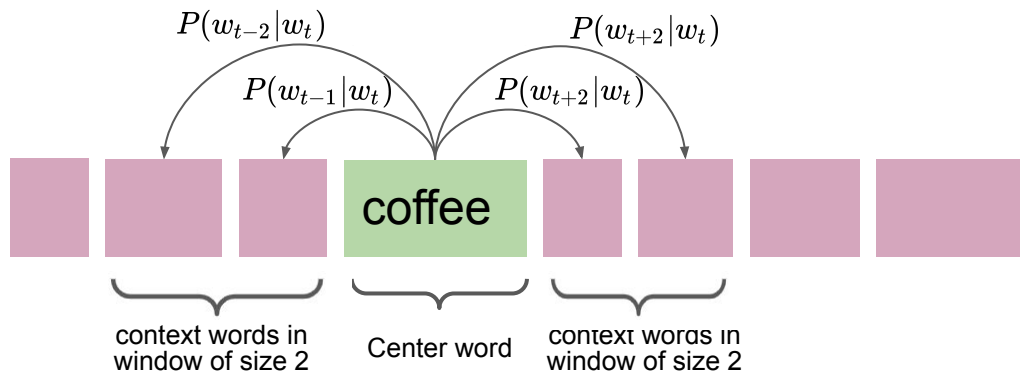 P(w_{t-2}|w_t)
P(w_{t+2}|w_t)
P(w_{t-1}|w_t)
P(w_{t+2}|w_t)
coffee
context words in
window of size 2
Center word
context words in
window of size 2